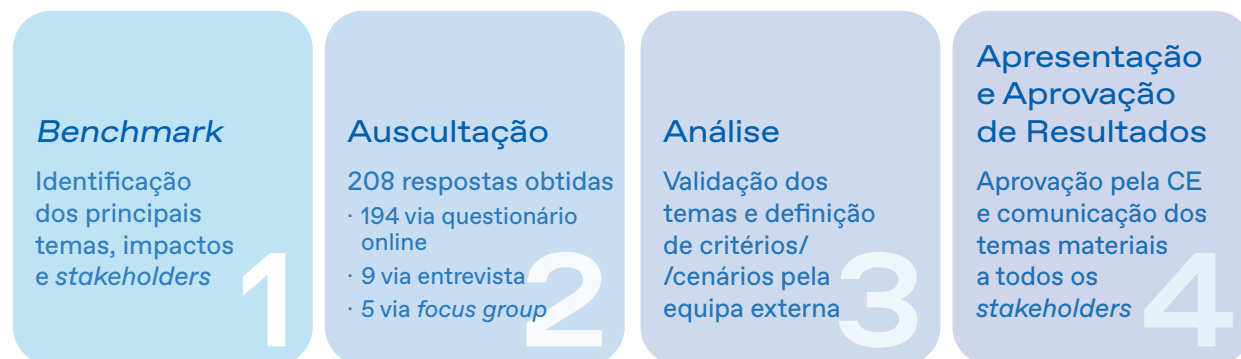 Benchmark
Identificação
dos principais
temas, impactos
e stakeholders
1
Auscultação
208 respostas obtidas
· 194 via questionário
online
· 9 via entrevista
· 5 via focus group
2
Análise
Validação dos
temas e definição
de critérios/
/cenários pela
equipa externa
3
Apresentação
e Aprovação
de Resultados
Aprovação pela CE
e comunicação dos
temas materiais
a todos os
stakeholders
4